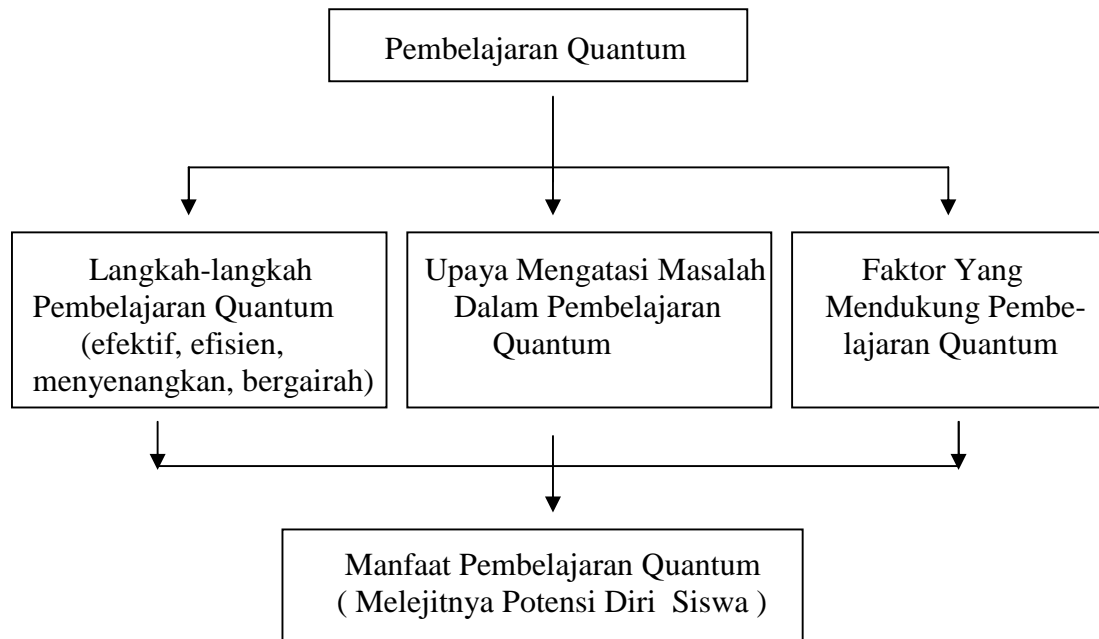 Pembelajaran Quantum
Langkah-langkah
Pembelajaran Quantum
(efektif, efisien,
menyenangkan, bergairah)
Upaya Mengatasi Masalah
Dalam Pembelajaran
Quantum
Faktor Yang
Mendukung Pembe-
lajaran Quantum
Manfaat Pembelajaran Quantum
( Melejitnya Potensi Diri  Siswa )